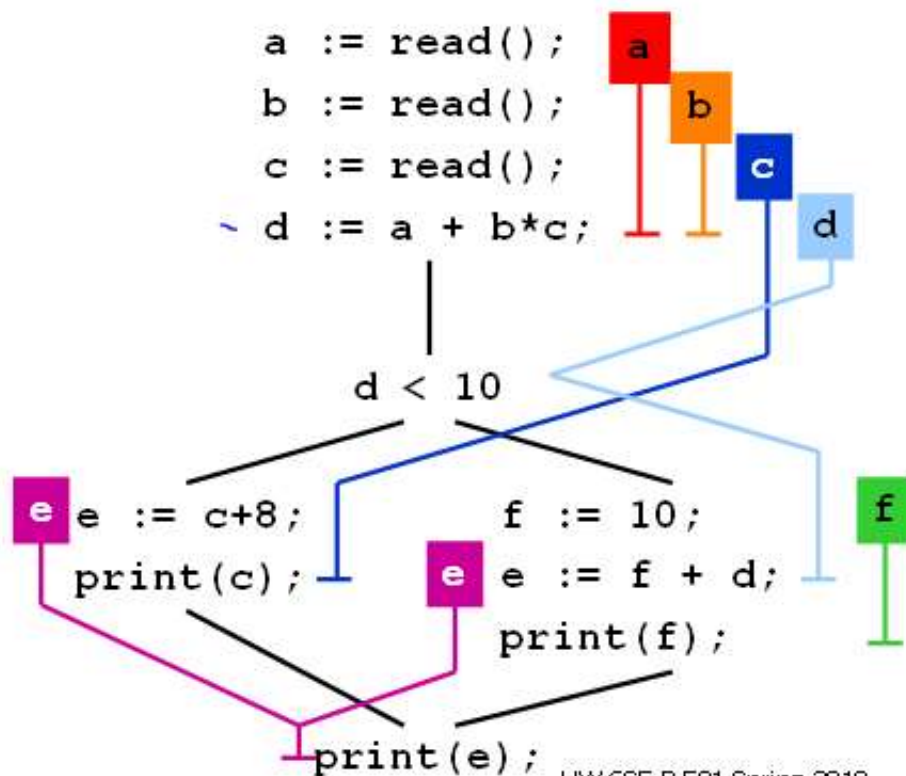 a := read();
a
b := read();
b
c := read();
c
~ d := a + b*c;
d
d < 10
e
e := c+8;
f := 10;
f
print(c);
e
e := f + d;
print(f);
print(e);